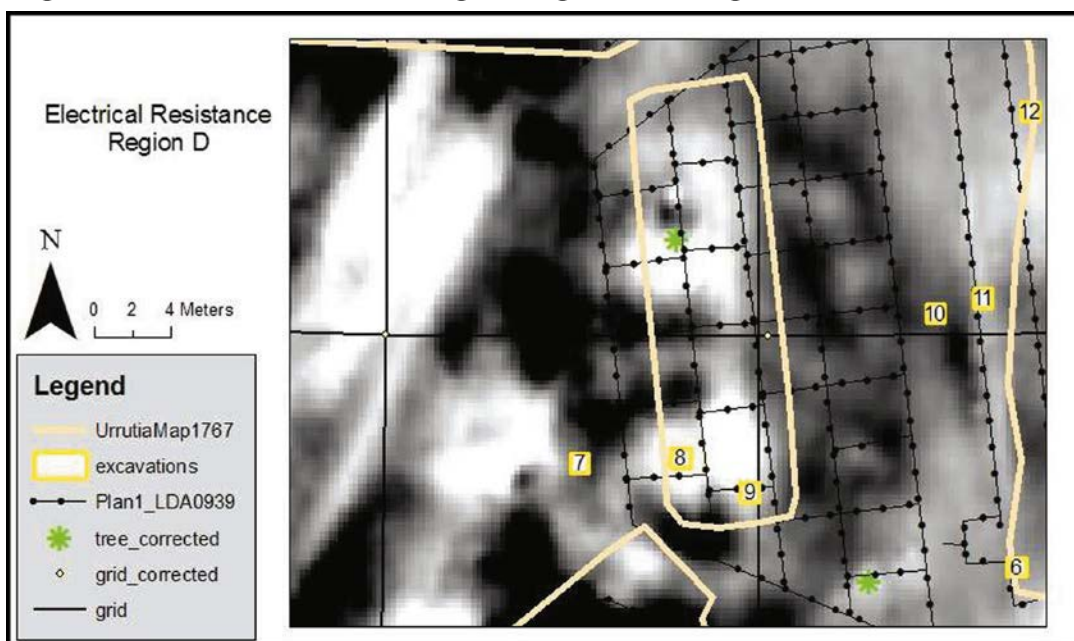 Electrical Resistance
Region D
N
0 2 4 Meters
Legend
UrrutiaMap1767
excavations
Plan1_LDA0939
tree_corrected
grid_corrected
grid
12
11
10
7
8
9
6